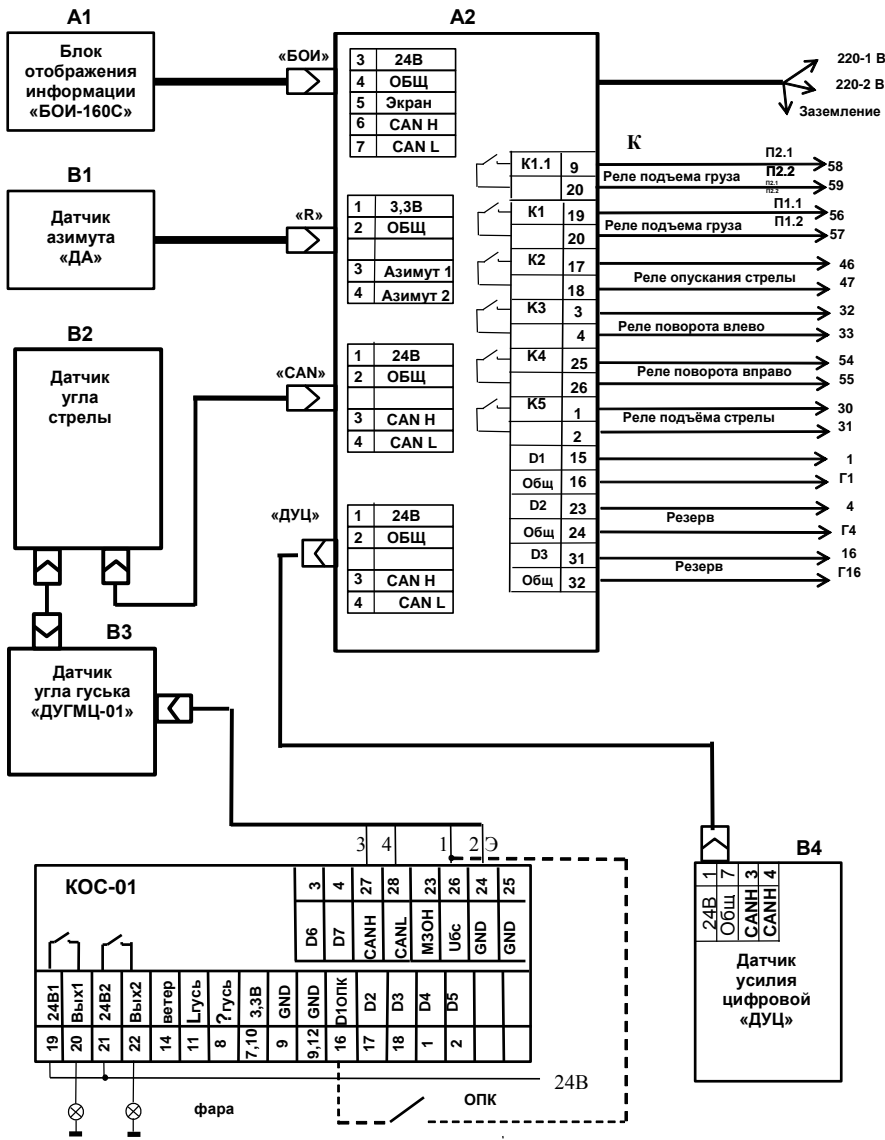 А1
Блок
отображения
информации
«БОИ-160С»
В1
Датчик
азимута
«ДА»
В2
Датчик
угла
стрелы
В3
Датчик
угла гуська
«ДУГМЦ-01»
А2
«БОИ»
3 24В
4 ОБЩ
5 Экран
6 CAN H
7 CAN L
«R»
1 3,3В
2 ОБЩ
3 Азимут 1
4 Азимут 2
«CAN»
1 24В
2 ОБЩ
3 CAN H
4 CAN L
«ДУЦ»
1 24В
2 ОБЩ
3 CAN H
4 CAN L
220-1 В
220-2 В
Заземление
К
К1.1 9 П2.1 58
Реле подъема груза П2.2
20 П2.1 П2.2 59
К1 19 П1.1 56
Реле подъема груза П1.2
20 57
К2 17 46
Реле опускания стрелы
18 47
К3 3 32
Реле поворота влево
4 33
К4 25 54
Реле поворота вправо
26 55
К5 1 30
Реле подъёма стрелы
2 31
D1 15 1
Общ 16 Г1
D2 23 4
Резерв
Общ 24 Г4
D3 31 16
Резерв
Общ 32 Г16
3 4 1 2 Э
КОС-01
3 4 27 28 23 26 24 25
D6 D7 CANH CANL МЗОН Uбс GND GND
24В1 Вых1 24В2 Вых2 ветер Lгусь ?гусь 3,3В GND GND D1ОПК D2 D3 D4 D5
19 20 21 22 14 11 8 7,10 9 9,12 16 17 18 1 2
24В
фара
ОПК
В4
1 7 3 4
24В Общ CANH CANH
Датчик
усилия
цифровой
«ДУЦ»